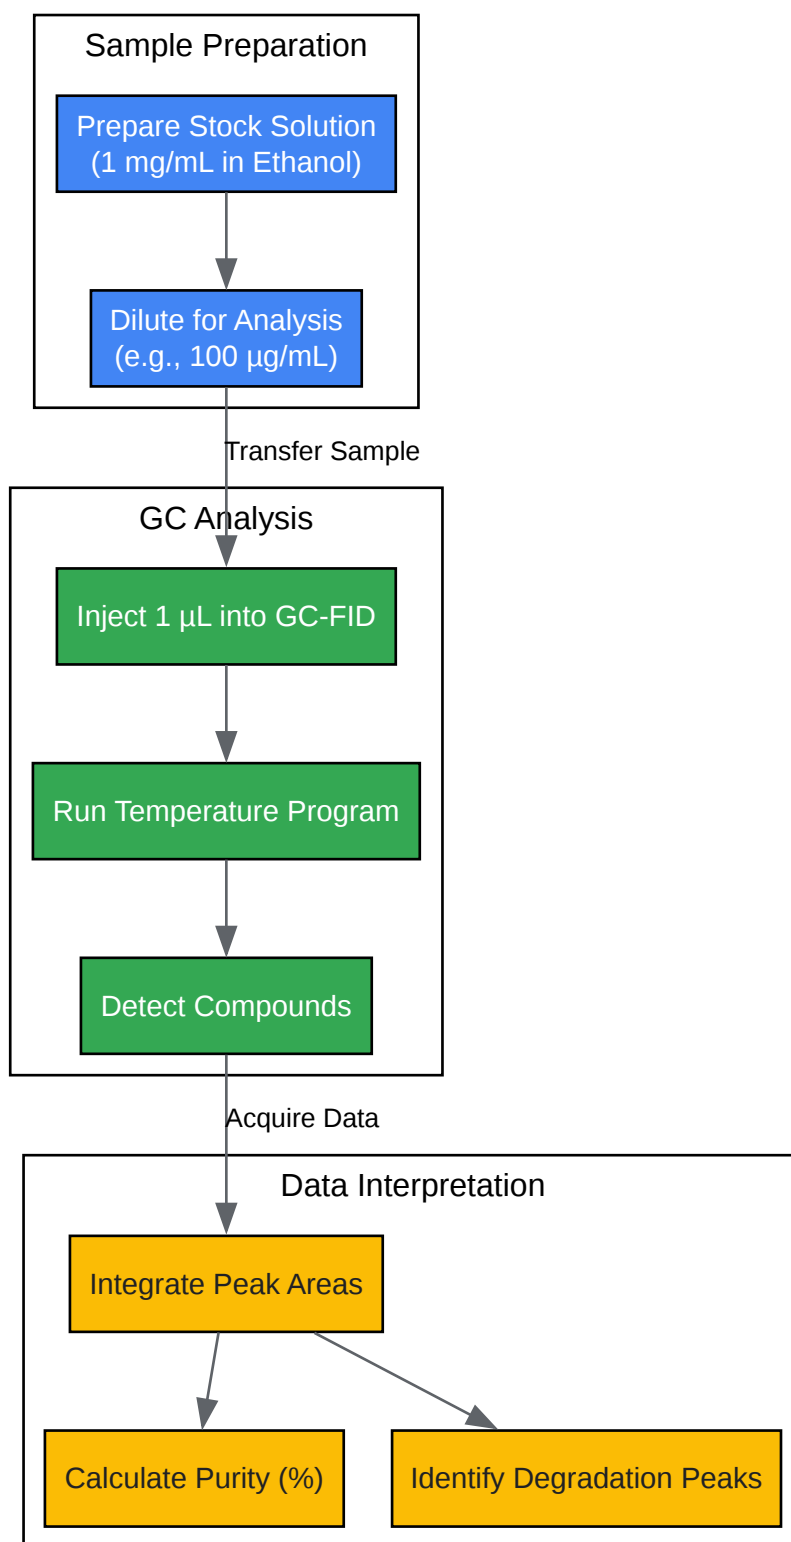 Sample Preparation
Prepare Stock Solution
(1 mg/mL in Ethanol)
Dilute for Analysis
(e.g., 100 µg/mL)
Transfer Sample
GC Analysis
Inject 1 µL into GC-FID
Run Temperature Program
Detect Compounds
Acquire Data
Data Interpretation
Integrate Peak Areas
Calculate Purity (%)
Identify Degradation Peaks